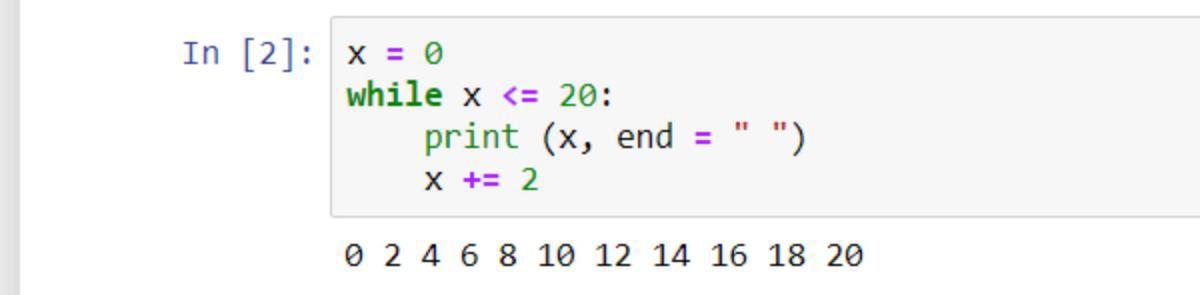 In [2]: x = 0
while x <= 20:
    print (x, end = " ")
    x += 2
0 2 4 6 8 10 12 14 16 18 20